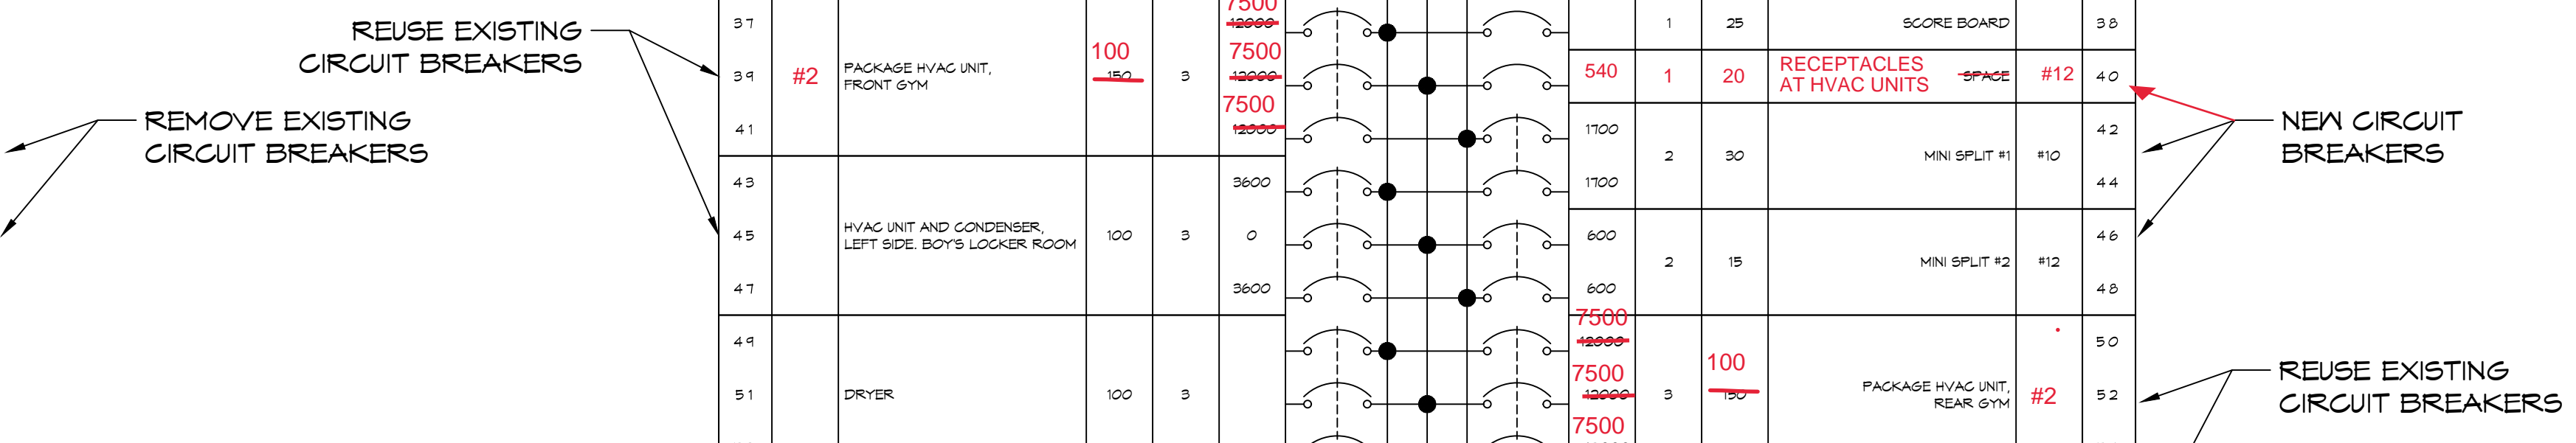 REUSE EXISTING
CIRCUIT BREAKERS
REMOVE EXISTING
CIRCUIT BREAKERS
37 7500 12000
39 #2 PACKAGE HVAC UNIT,
FRONT GYM
100 150 3 7500 12000
41 7500 12000
43 3600
45 HVAC UNIT AND CONDENSER,
LEFT SIDE. BOY'S LOCKER ROOM
100 3 0
47 3600
49
51 DRYER 100 3
1 25 SCORE BOARD 38
540 1 20 RECEPTACLES
AT HVAC UNITS SPACE #12 40
1700 42
2 30 MINI SPLIT #1 #10
1700 44
600 46
2 15 MINI SPLIT #2 #12
600 48
7500 12000 50
7500 12000 3 100 150 PACKAGE HVAC UNIT,
REAR GYM #2 52
7500
NEW CIRCUIT
BREAKERS
REUSE EXISTING
CIRCUIT BREAKERS